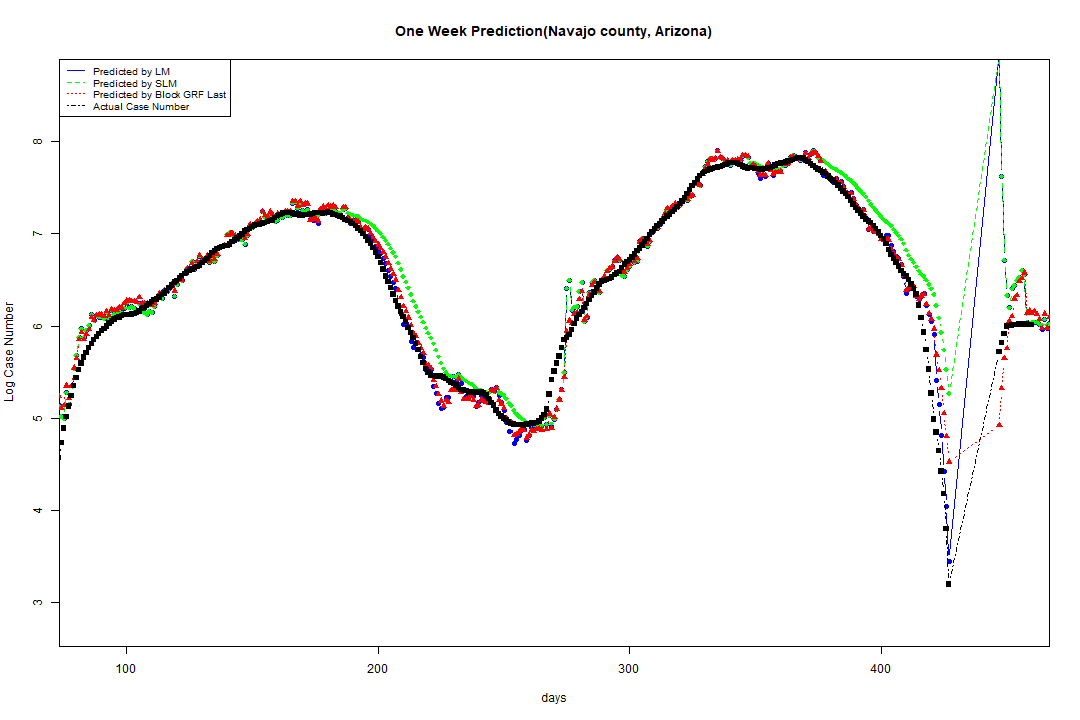 One Week Prediction(Navajo county, Arizona)
Predicted by LM
Predicted by SLM
Predicted by Block GRF Last
Actual Case Number
Log Case Number
8
7
6
5
4
3
100 200 300 400
days